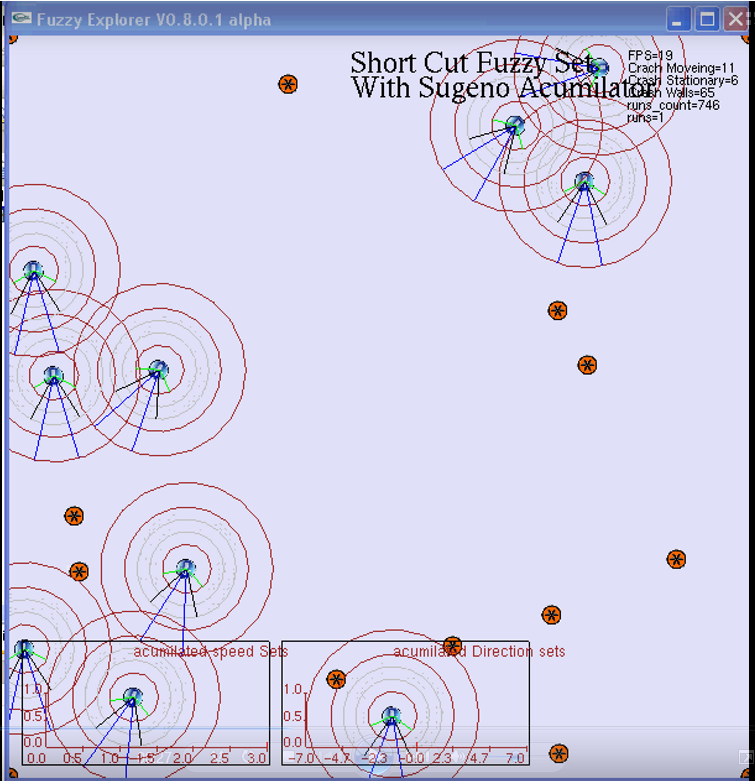 Fuzzy Explorer V0.8.0.1 alpha
Short Cut Fuzzy Set
With Sugeno Acumilator
FPS=19
Crach Moveing=11
Crash Stationary=6
Walls=65
runs_count=746
runs=1
acumilated speed Sets
1.0
0.5
0.0
0.0 0.5 1.0 1.5 2.0 2.5 3.0
acumilated Direction sets
1.0
0.5
0.0
-7.0 -4.7 -2.3 -0.0 2.3 4.7 7.0